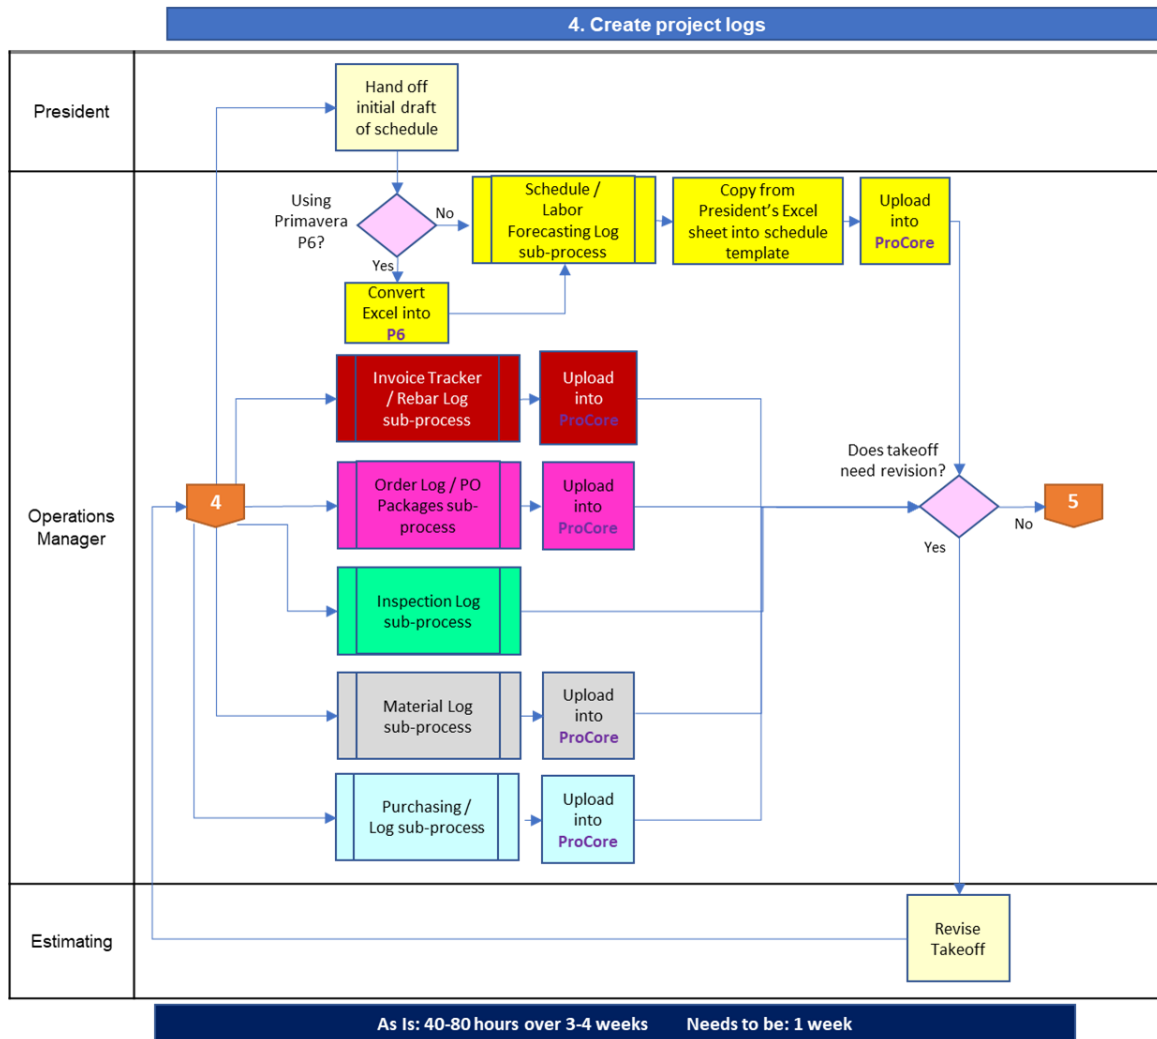 4. Create project logs
President
Hand off
initial draft
of schedule
Using
Primavera
P6?
No
Yes
Schedule /
Labor
Forecasting Log
sub-process
Copy from
President's Excel
sheet into schedule
template
Upload
into
ProCore
Convert
Excel into
P6
Operations
Manager
4
Invoice Tracker
/ Rebar Log
sub-process
Upload
into
ProCore
Order Log / PO
Packages sub-
process
Upload
into
ProCore
Inspection Log
sub-process
Material Log
sub-process
Upload
into
ProCore
Purchasing /
Log sub-process
Upload
into
ProCore
Does takeoff
need revision?
No
Yes
5
Estimating
Revise
Takeoff
As Is: 40-80 hours over 3-4 weeks Needs to be: 1 week